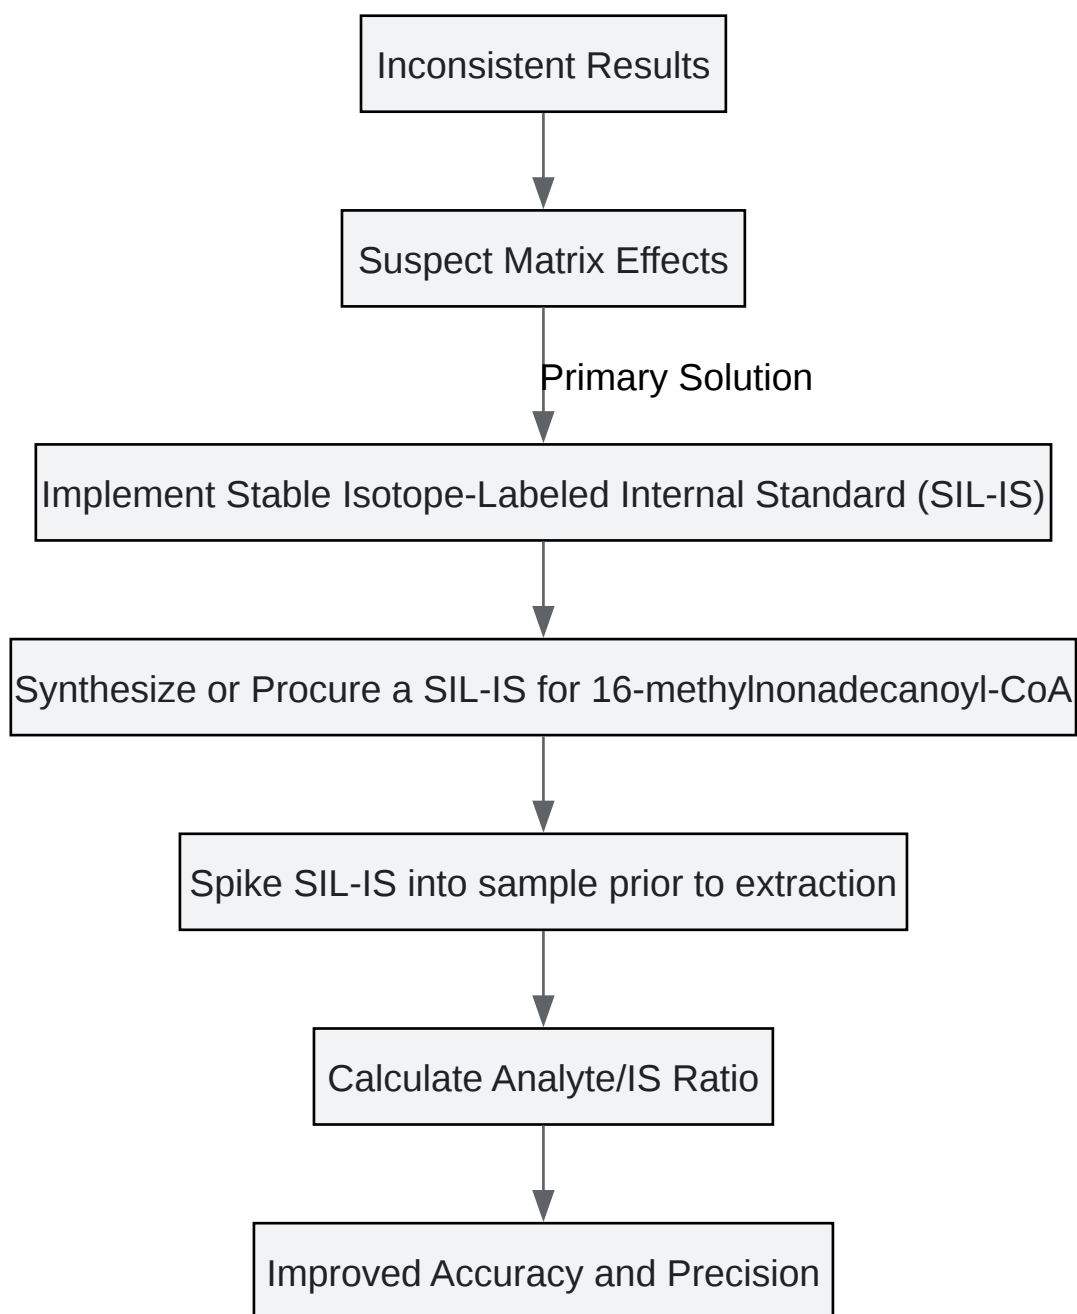 Inconsistent Results
Suspect Matrix Effects
Primary Solution
Implement Stable Isotope-Labeled Internal Standard (SIL-IS)
Synthesize or Procure a SIL-IS for 16-methylnonadecanoyl-CoA
Spike SIL-IS into sample prior to extraction
Calculate Analyte/IS Ratio
Improved Accuracy and Precision